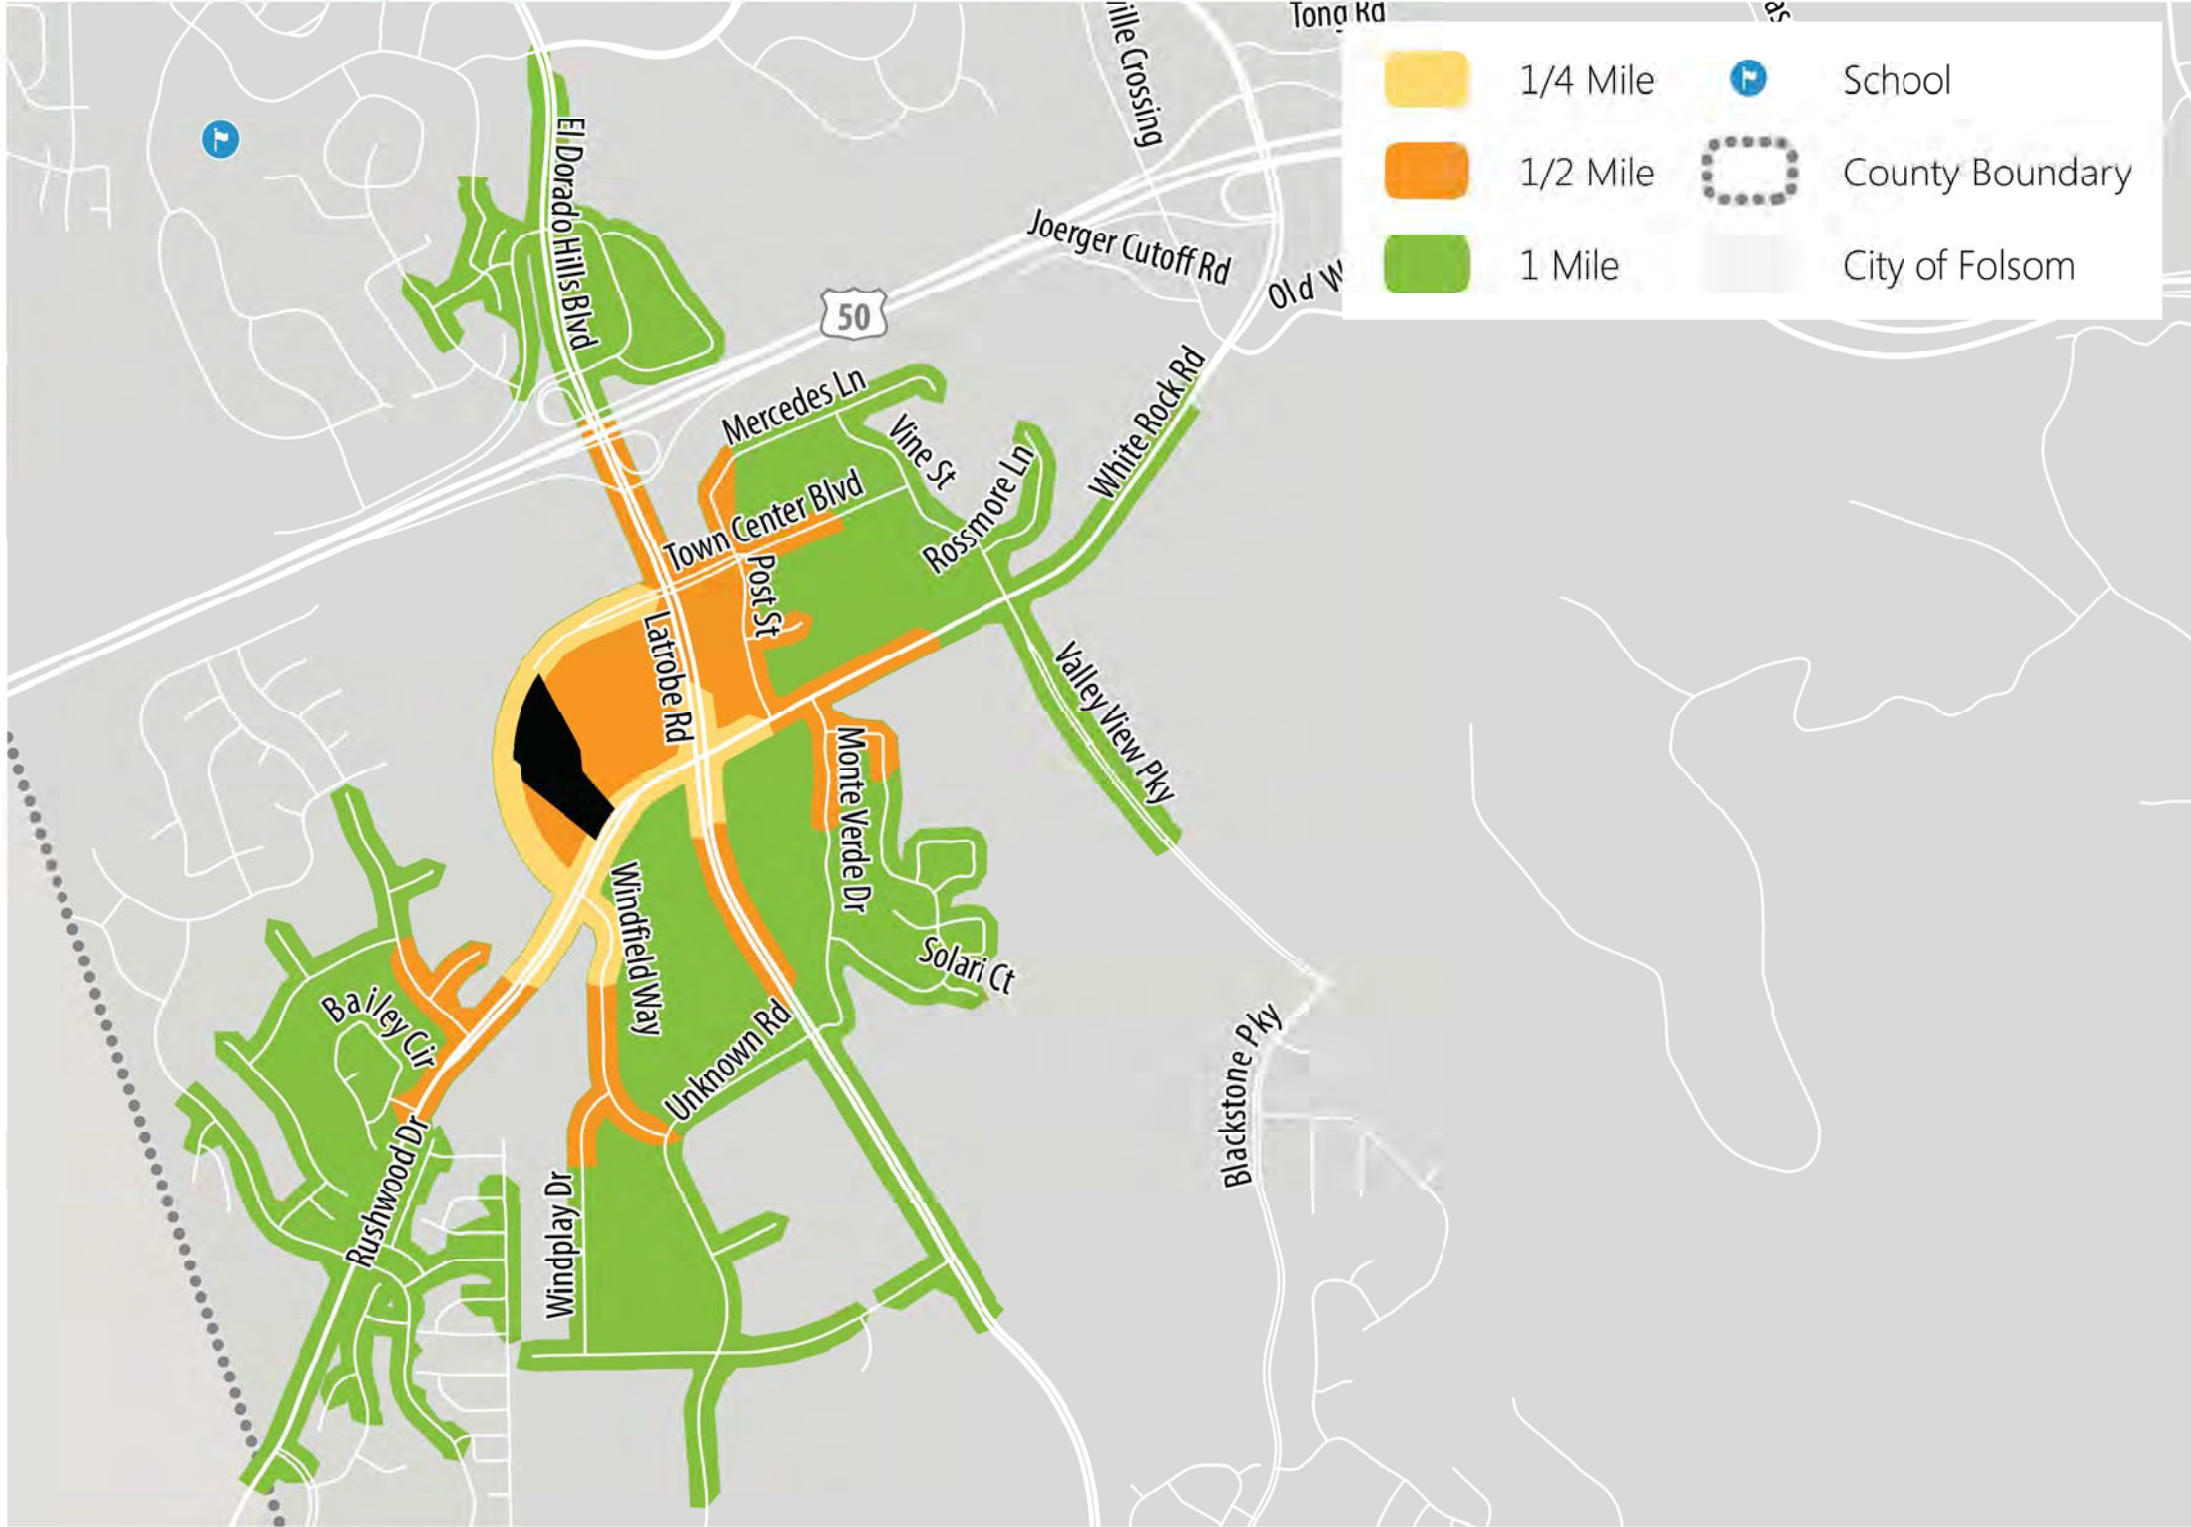 Tong Rd
ville Crossing
as
1/4 Mile
School
1/2 Mile
County Boundary
1 Mile
City of Folsom
El Dorado Hills Blvd
Joerger Cutoff Rd
Old W
50
White Rock Rd
Mercedes Ln
Vine St
Rossmore Ln
Town Center Blvd
Post St
Latrobe Rd
Valley View Pky
Monte Verde Dr
Windfield Way
Solari Ct
Bailey Cir
Unknown Rd
Blackstone Pky
Rushwood Dr
Windplay Dr